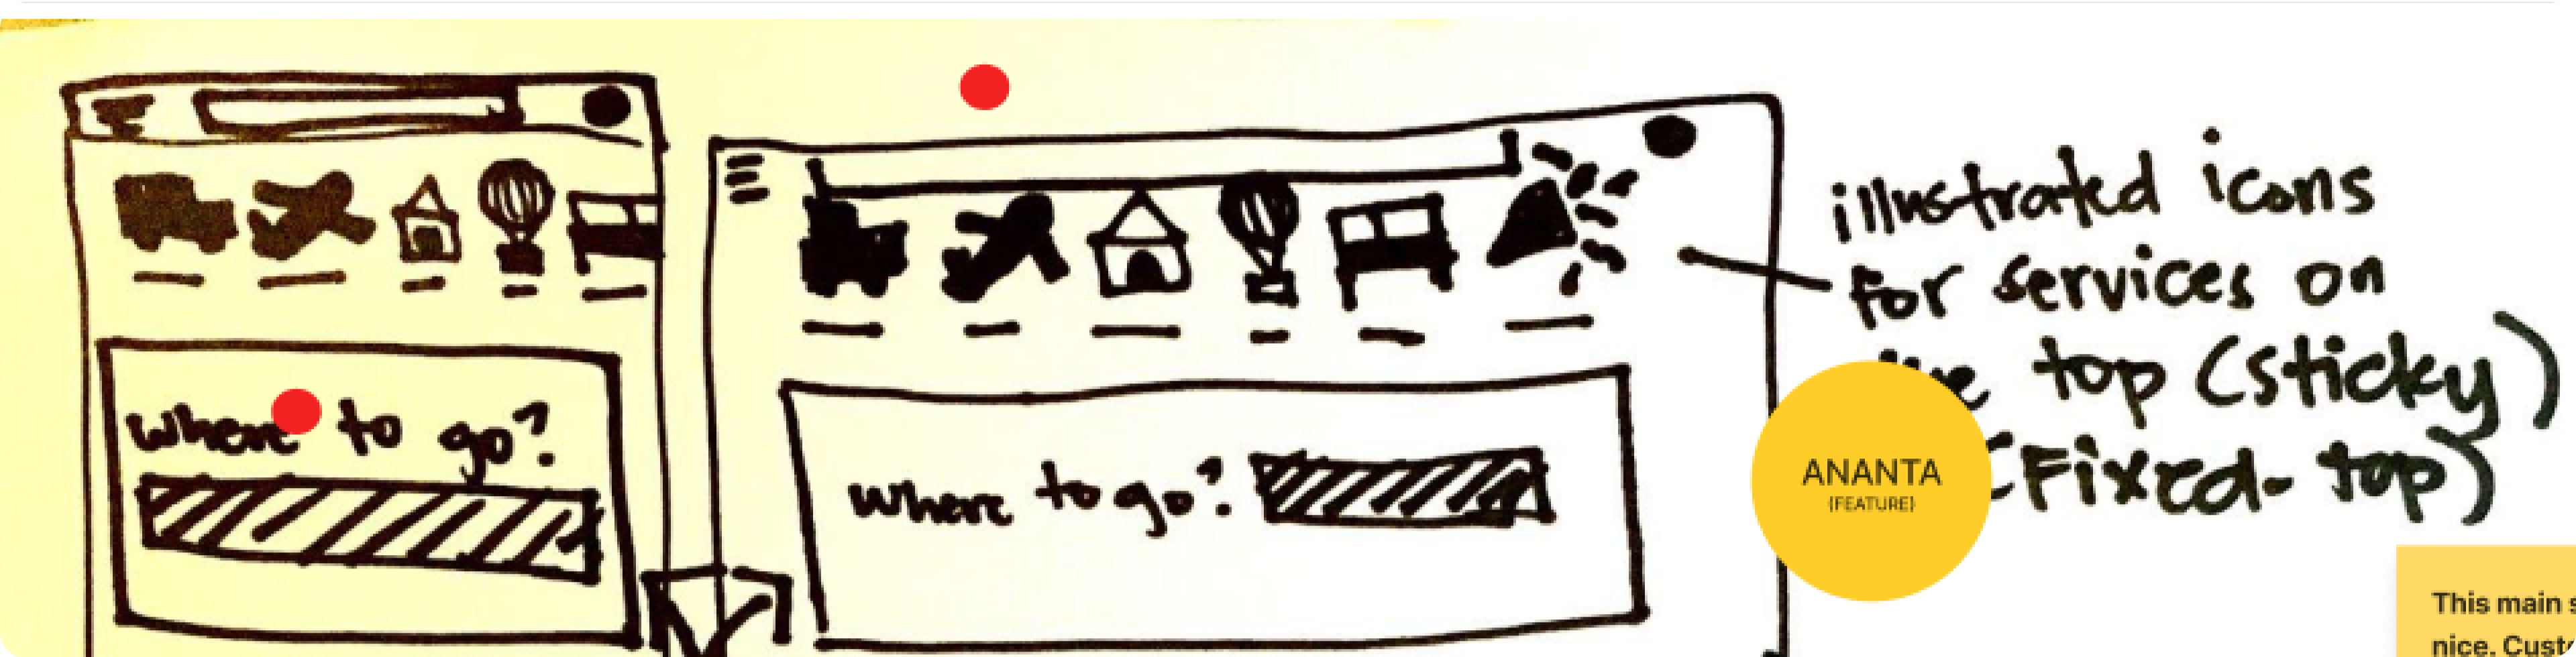 where to go?
where to go?
illustrated icons
for services on
top (sticky)
(Fixed-top)
ANANTA
(FEATURE)
This main
nice.